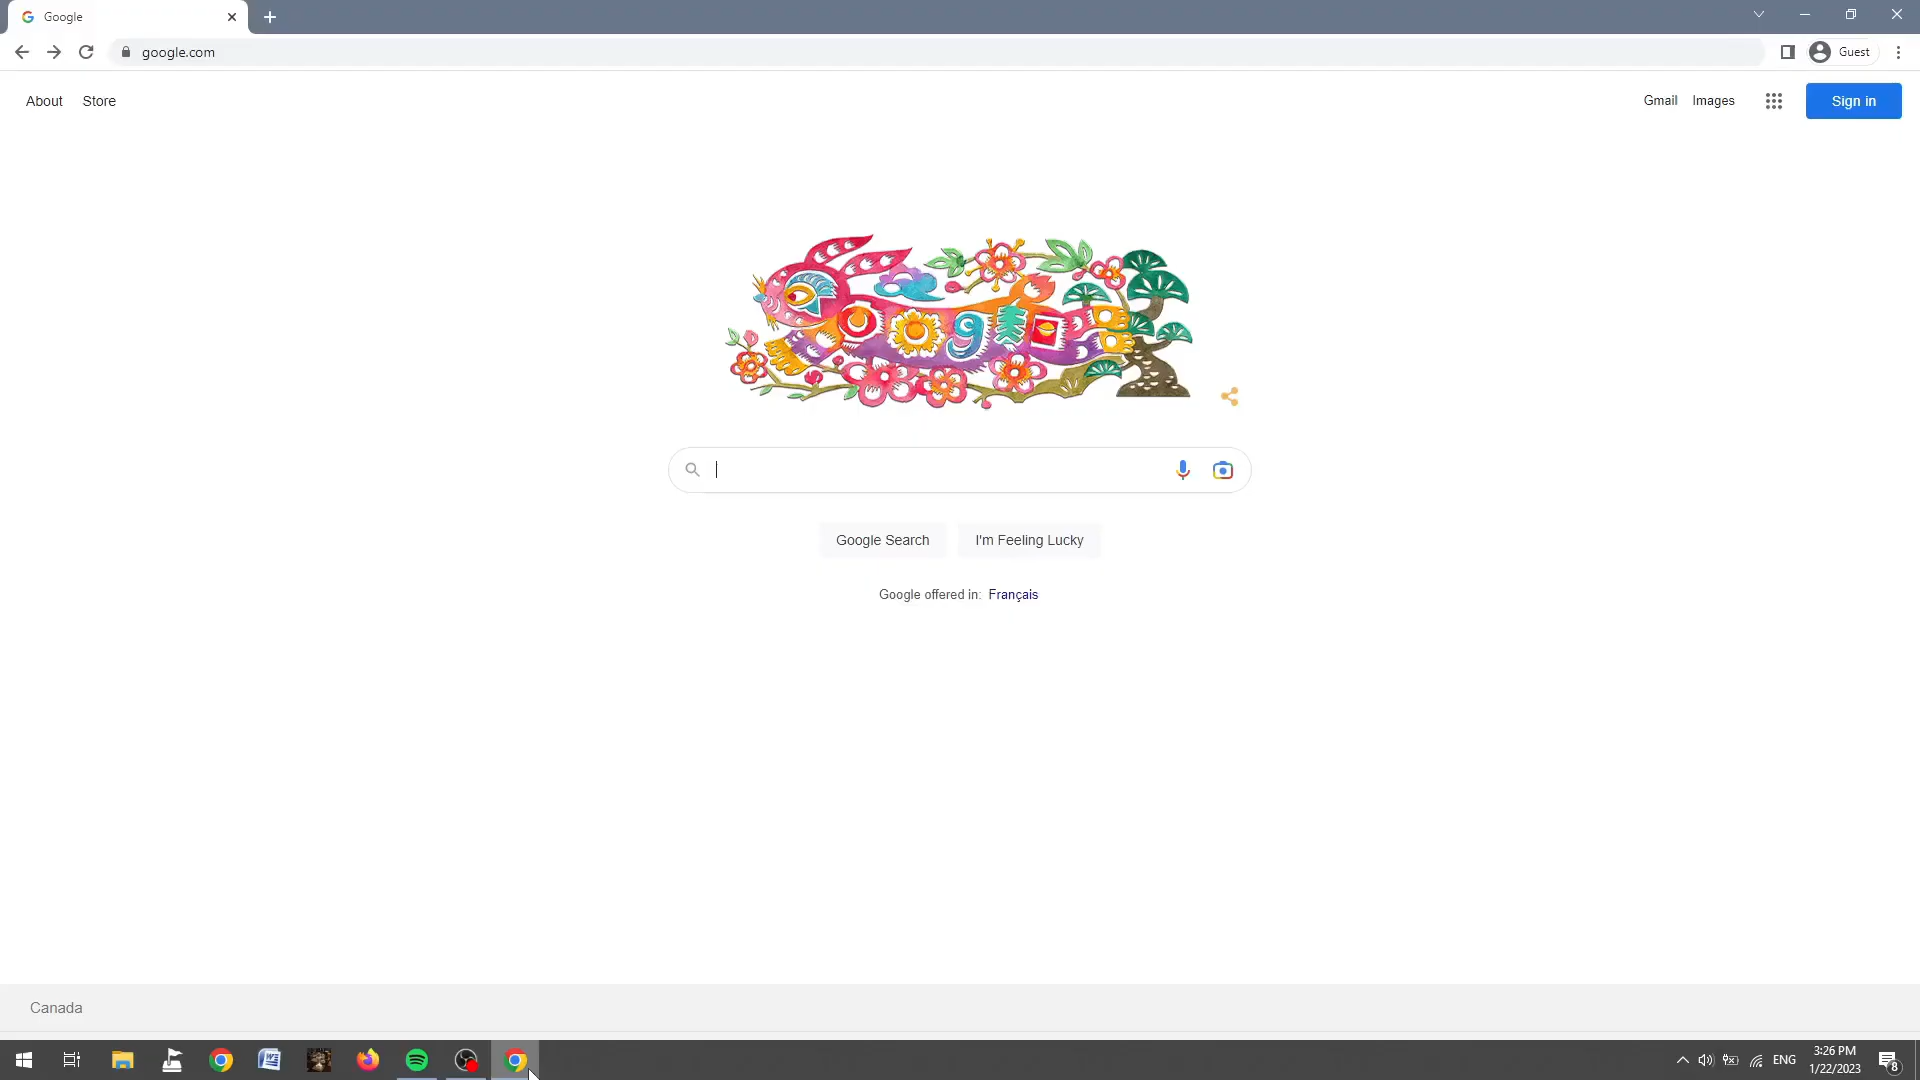 Google
google.com
Guest
About
Store
Gmail
Images
Sign in
Google Search
I'm Feeling Lucky
Google offered in: Français
Canada
ENG
3:26 PM
1/22/2023
8